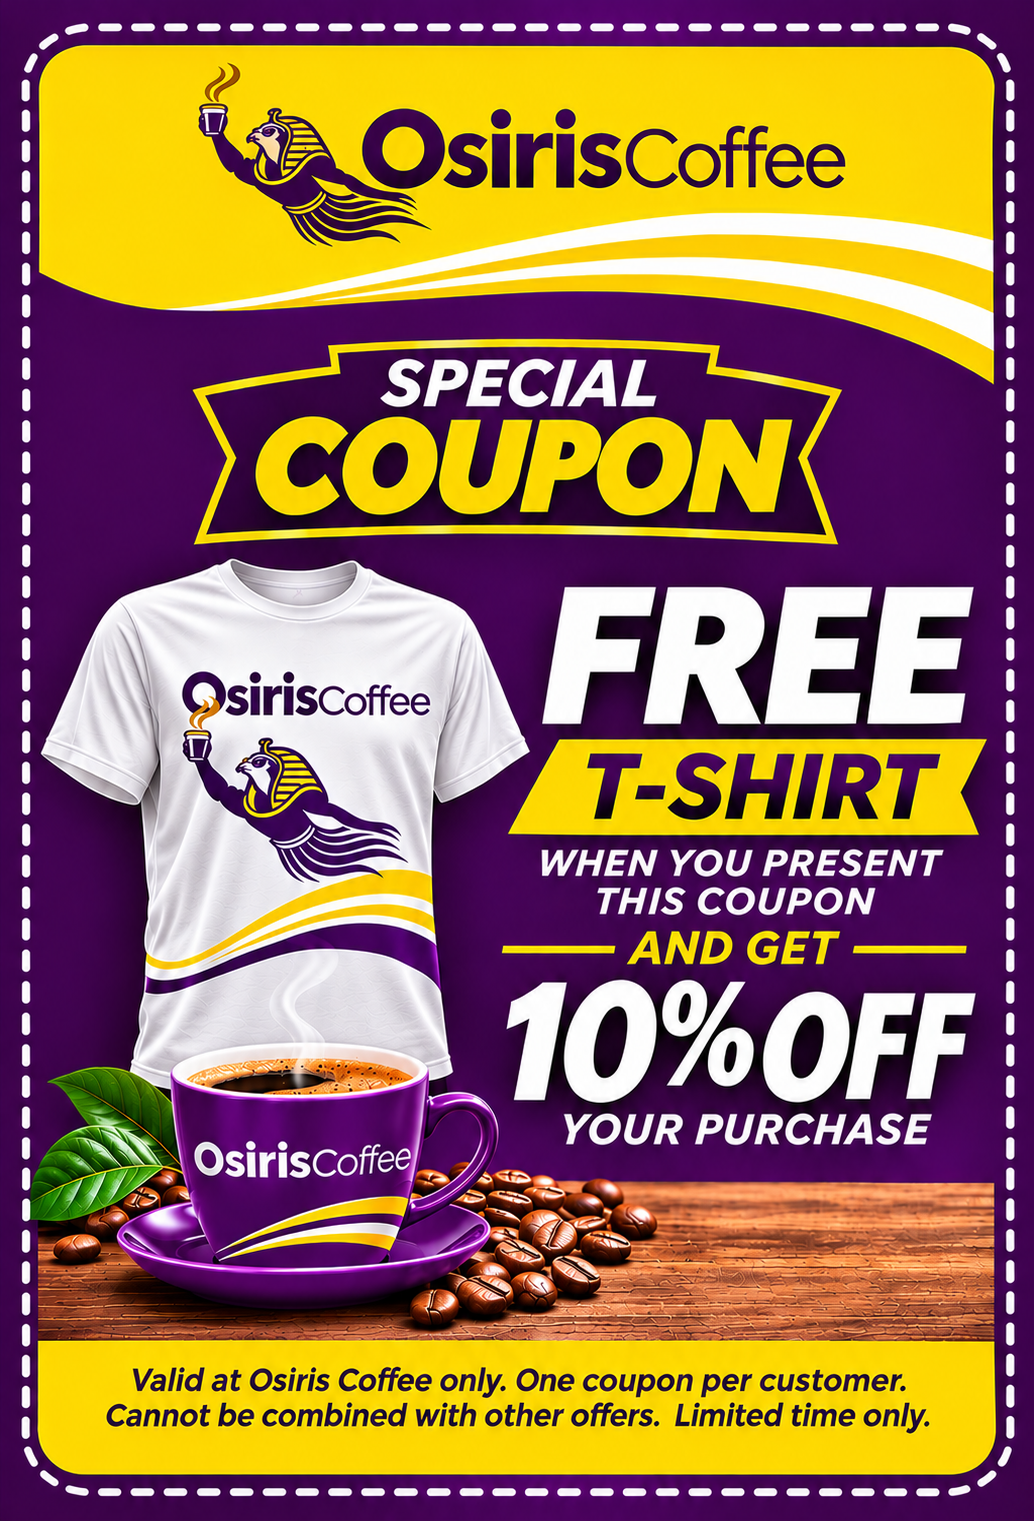 OsirisCoffee
SPECIAL
COUPON
OsirisCoffee
FREE
T-SHIRT
WHEN YOU PRESENT
THIS COUPON
AND GET
10% OFF
YOUR PURCHASE
OsirisCoffee
Valid at Osiris Coffee only. One coupon per customer.
Cannot be combined with other offers. Limited time only.